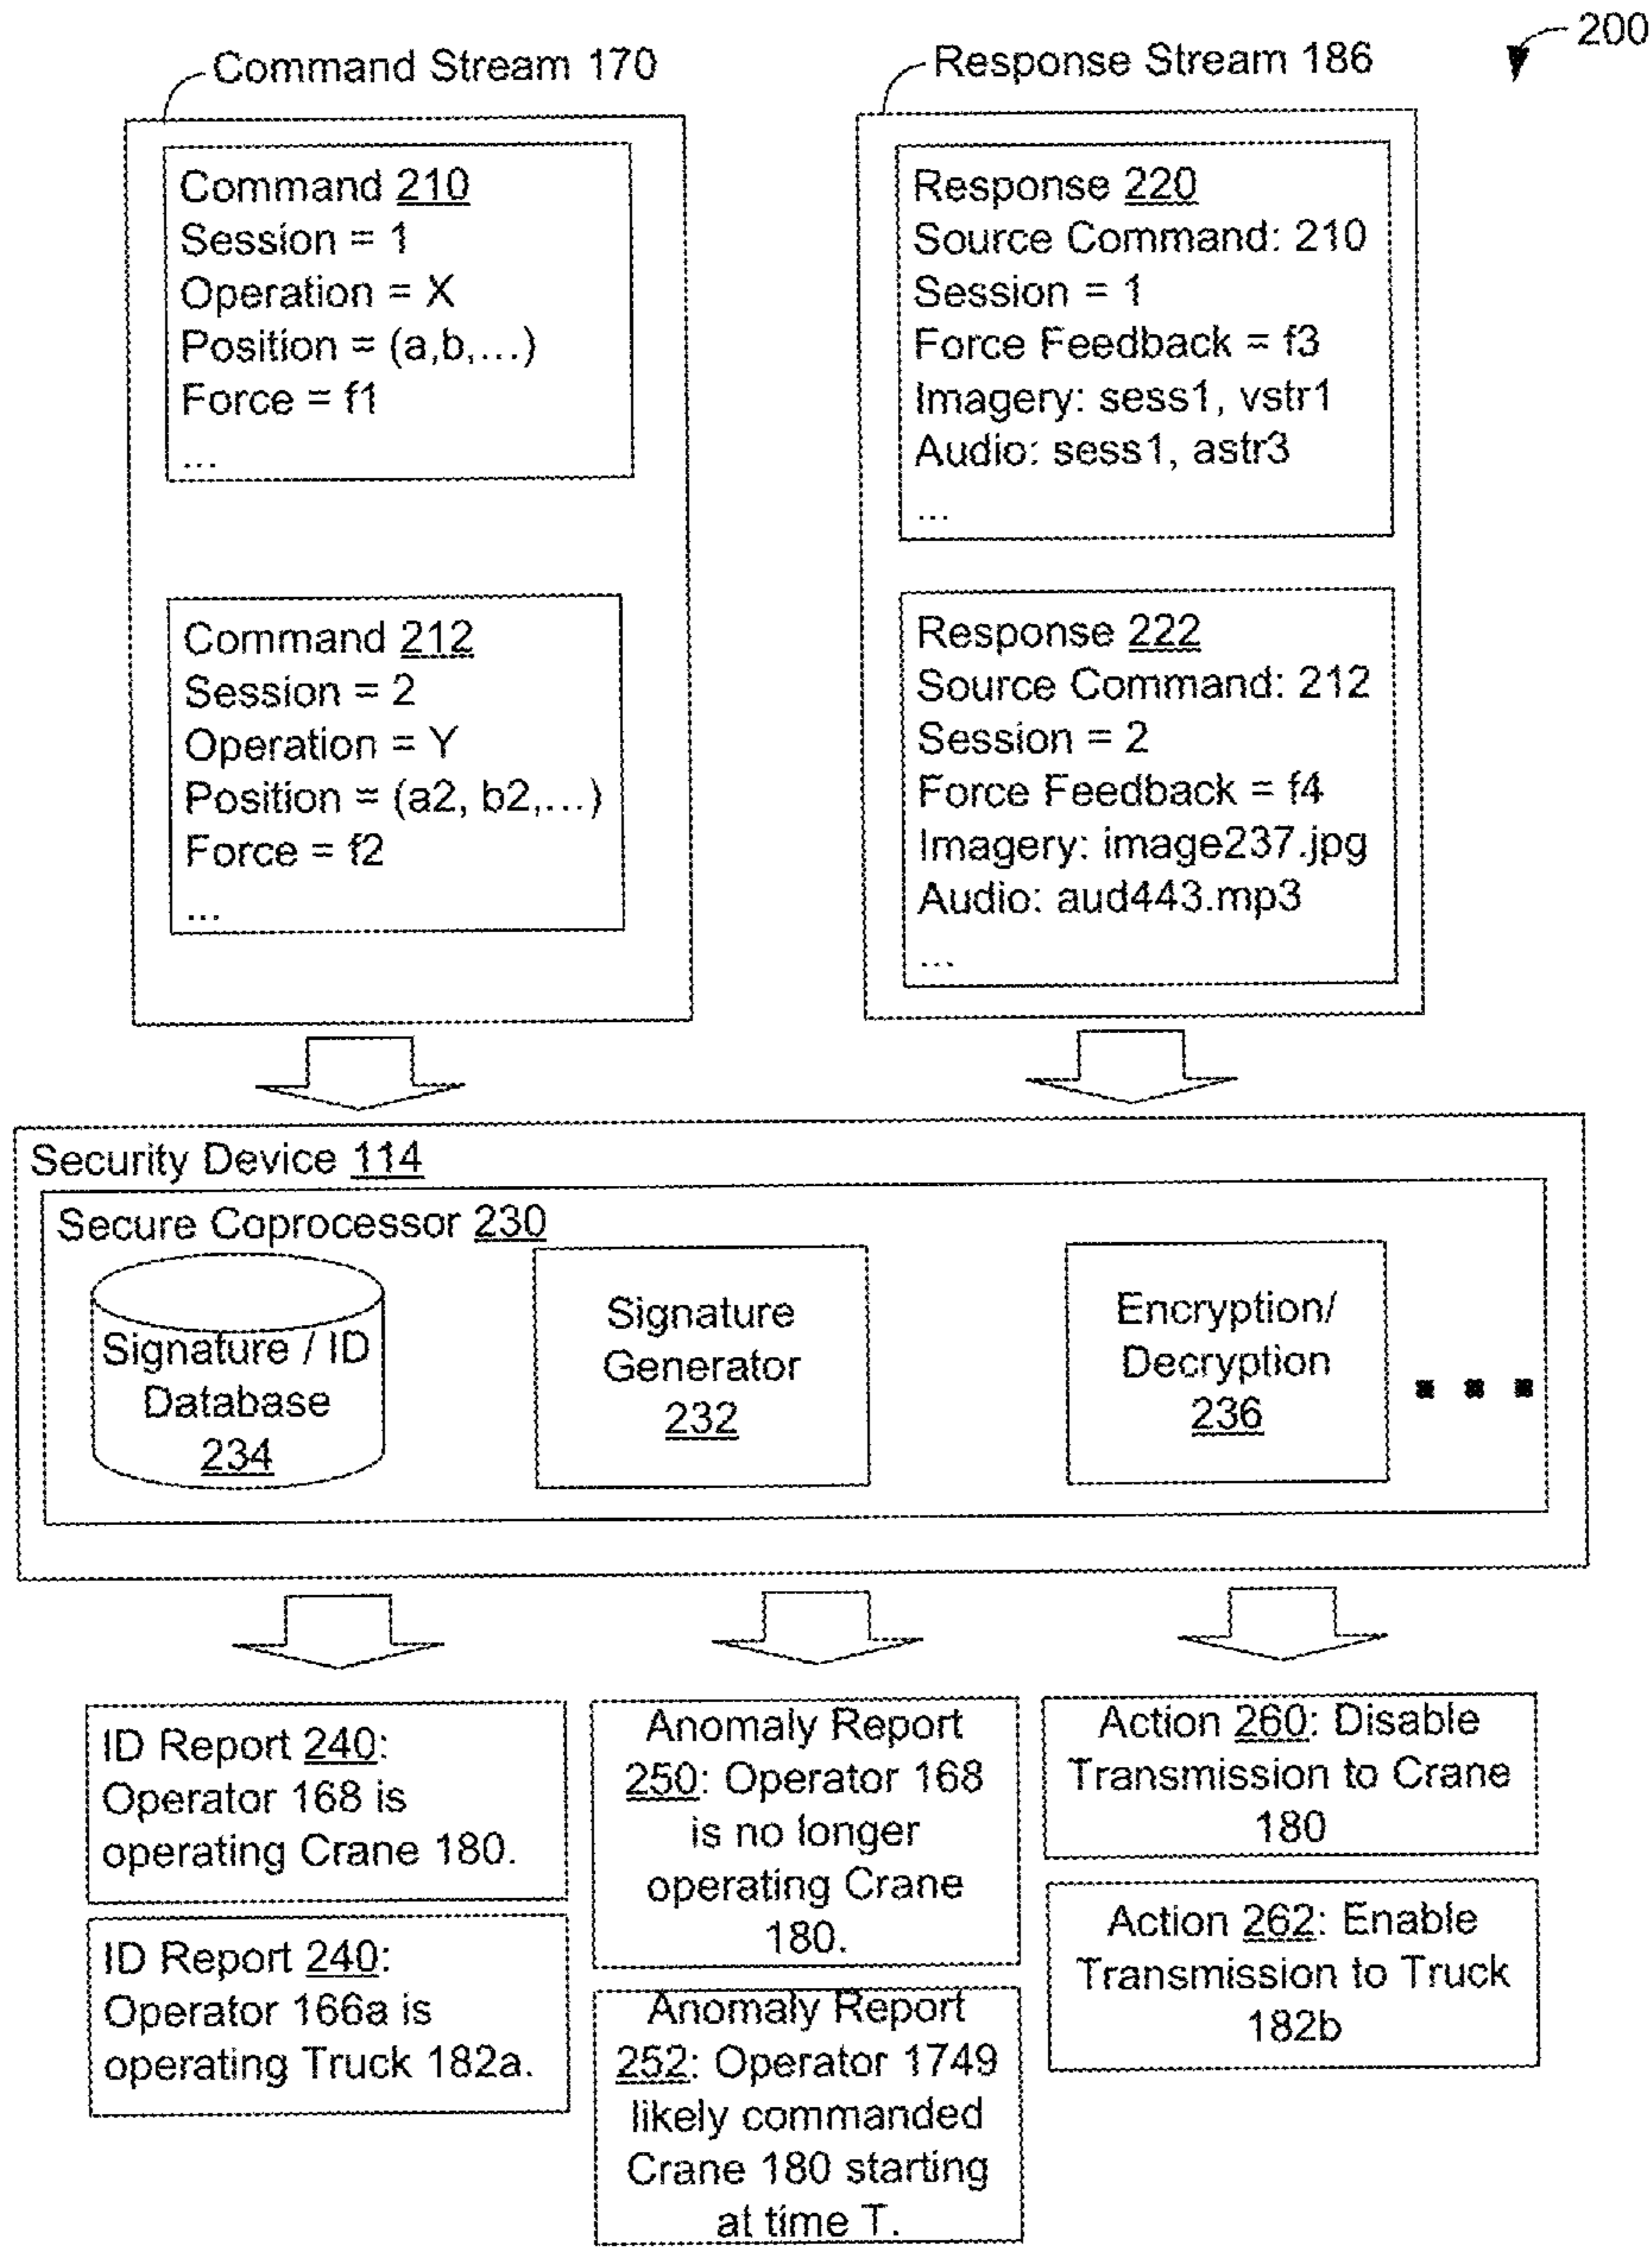 200
Command Stream 170
Response Stream 186
Command 210
Session = 1
Operation = X
Position = (a,b,...)
Force = f1
...
Response 220
Source Command: 210
Session = 1
Force Feedback = f3
Imagery: sess1, vstr1
Audio: sess1, astr3
...
Command 212
Session = 2
Operation = Y
Position = (a2, b2,...)
Force = f2
...
Response 222
Source Command: 212
Session = 2
Force Feedback = f4
Imagery: image237.jpg
Audio: aud443.mp3
...
Security Device 114
Secure Coprocessor 230
Signature / ID
Database
234
Signature
Generator
232
Encryption/
Decryption
236
ID Report 240:
Operator 168 is
operating Crane 180.
ID Report 240:
Operator 166a is
operating Truck 182a.
Anomaly Report
250: Operator 168
is no longer
operating Crane
180.
Anomaly Report
252: Operator 1749
likely commanded
Crane 180 starting
at time T.
Action 260: Disable
Transmission to Crane
180
Action 262: Enable
Transmission to Truck
182b